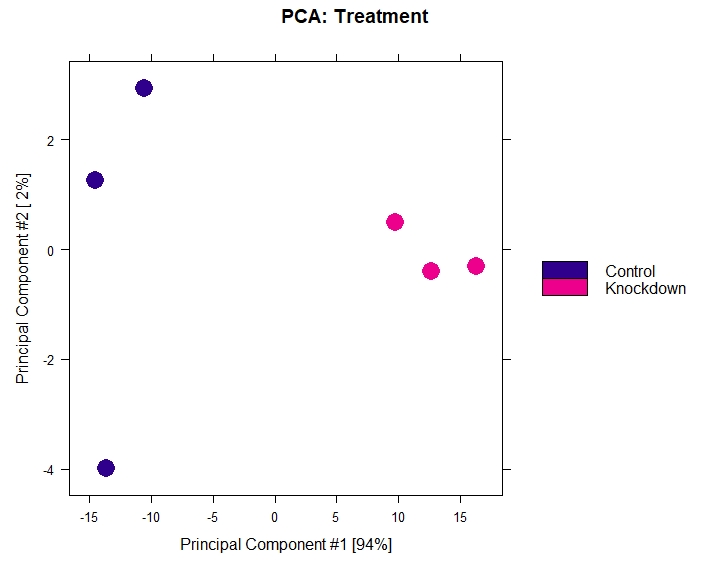 PCA: Treatment
2
0
-2
-4
Principal Component #2 [ 2%]
-15 -10 -5 0 5 10 15
Principal Component #1 [94%]
Control
Knockdown